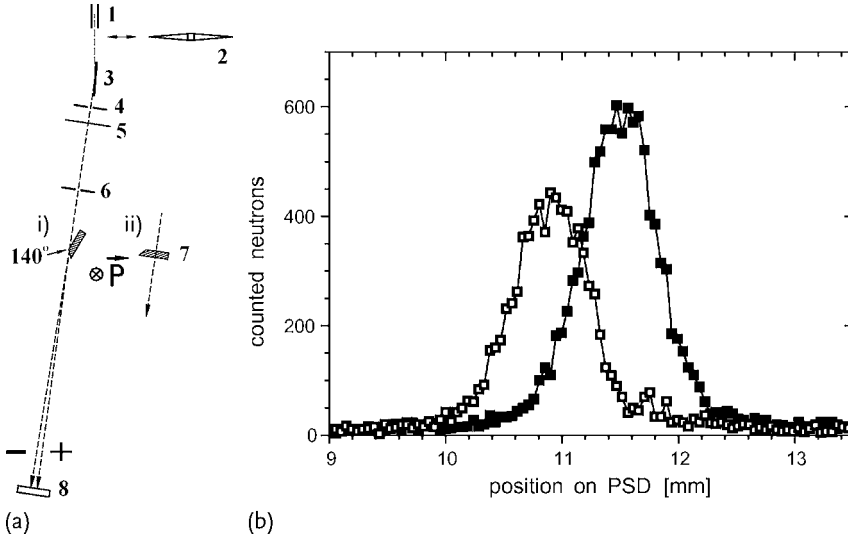 1
2
3
4
5
6
i)
ii)
140°
7
⊗P
− +
8
(a)
600
400
200
0
counted neutrons
9 10 11 12 13
position on PSD [mm]
(b)